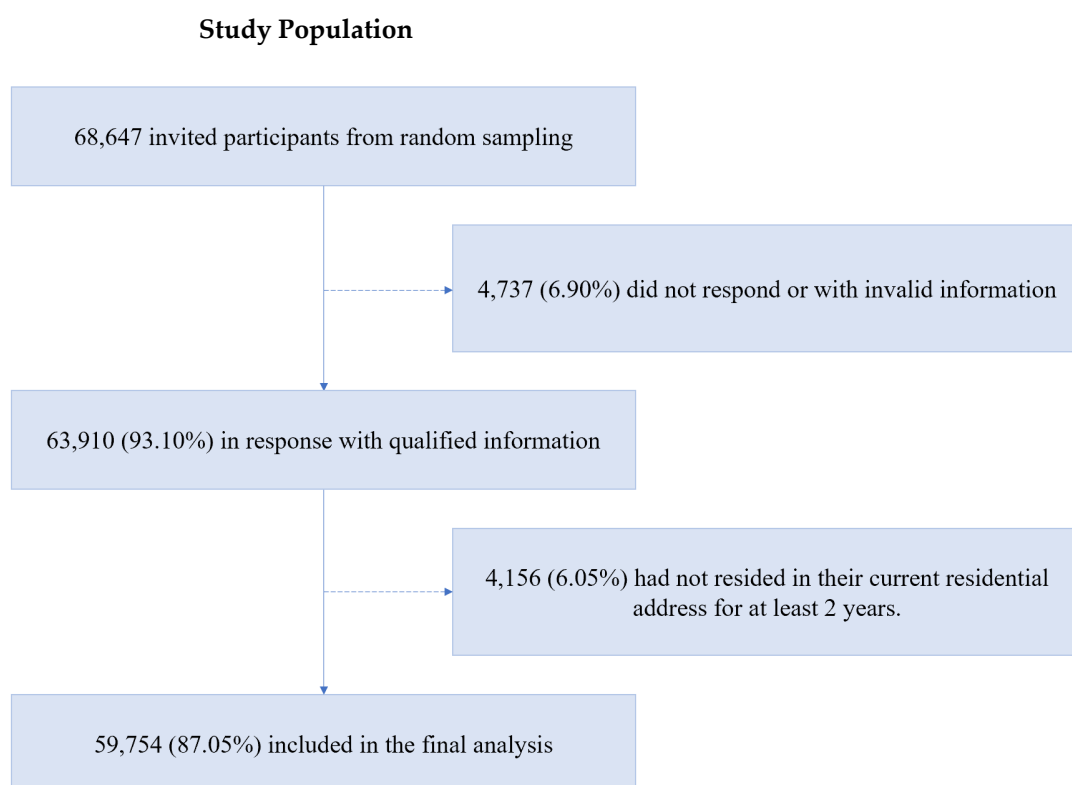 Study Population
68,647 invited participants from random sampling
4,737 (6.90%) did not respond or with invalid information
63,910 (93.10%) in response with qualified information
4,156 (6.05%) had not resided in their current residential
address for at least 2 years.
59,754 (87.05%) included in the final analysis